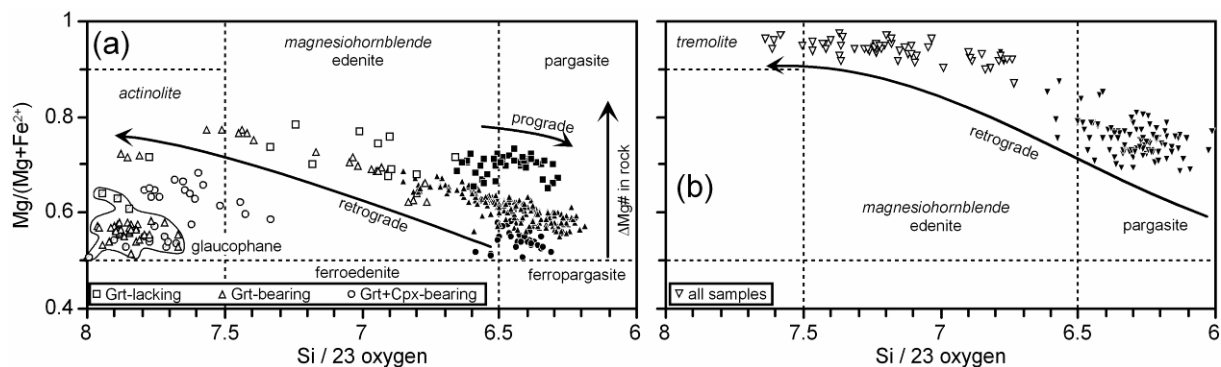 (a)
magnesiohornblende
edenite
pargasite
actinolite
prograde
ΔMg# in rock
retrograde
glaucophane
ferroedenite
ferropargasite
Grt-lacking
Grt-bearing
Grt+Cpx-bearing
1
0.8
0.6
0.4
Mg/(Mg+Fe²⁺)
8
7.5
7
6.5
6
Si / 23 oxygen
(b)
tremolite
retrograde
magnesiohornblende
edenite
pargasite
all samples
8
7.5
7
6.5
6
Si / 23 oxygen